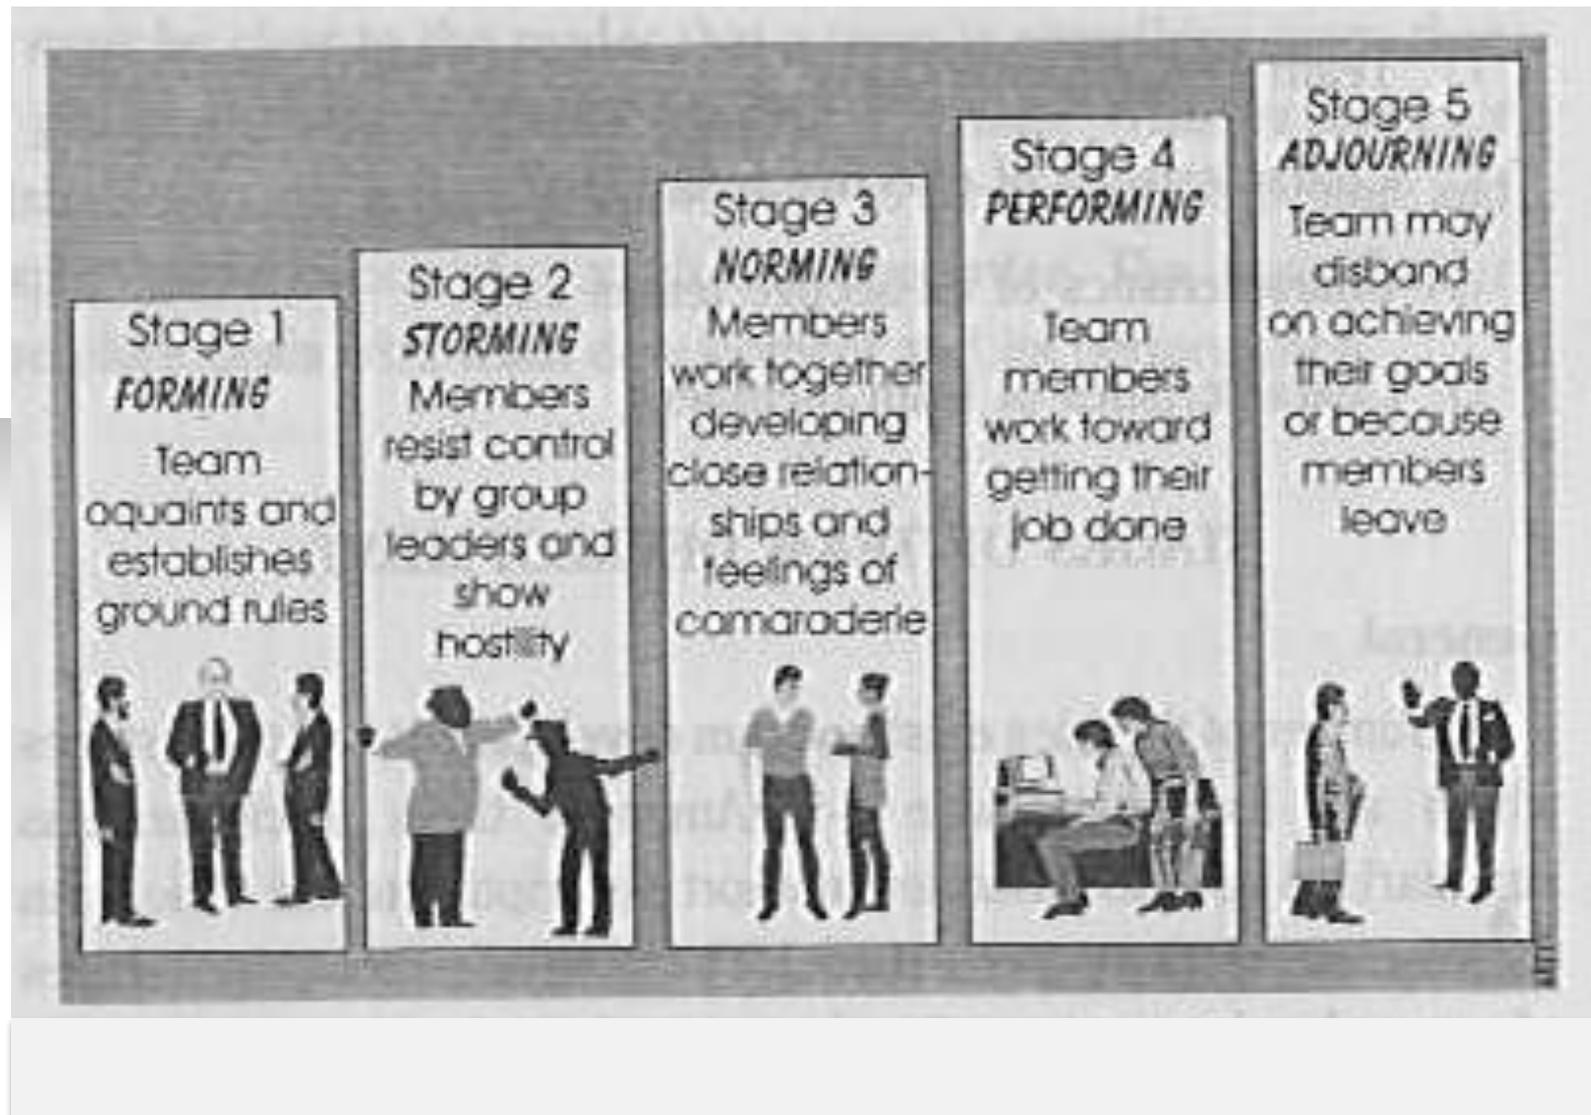 Stage 1
FORMING
Team
aquaints and
establishes
ground rules
Stage 2
STORMING
Members
resist control
by group
leaders and
show
hostility
Stage 3
NORMING
Members
work together
developing
close relation-
ships and
feelings of
camaraderie
Stage 4
PERFORMING
Team
members
work toward
getting their
job done
Stage 5
ADJOURNING
Team may
disband
on achieving
their goals
or because
members
leave